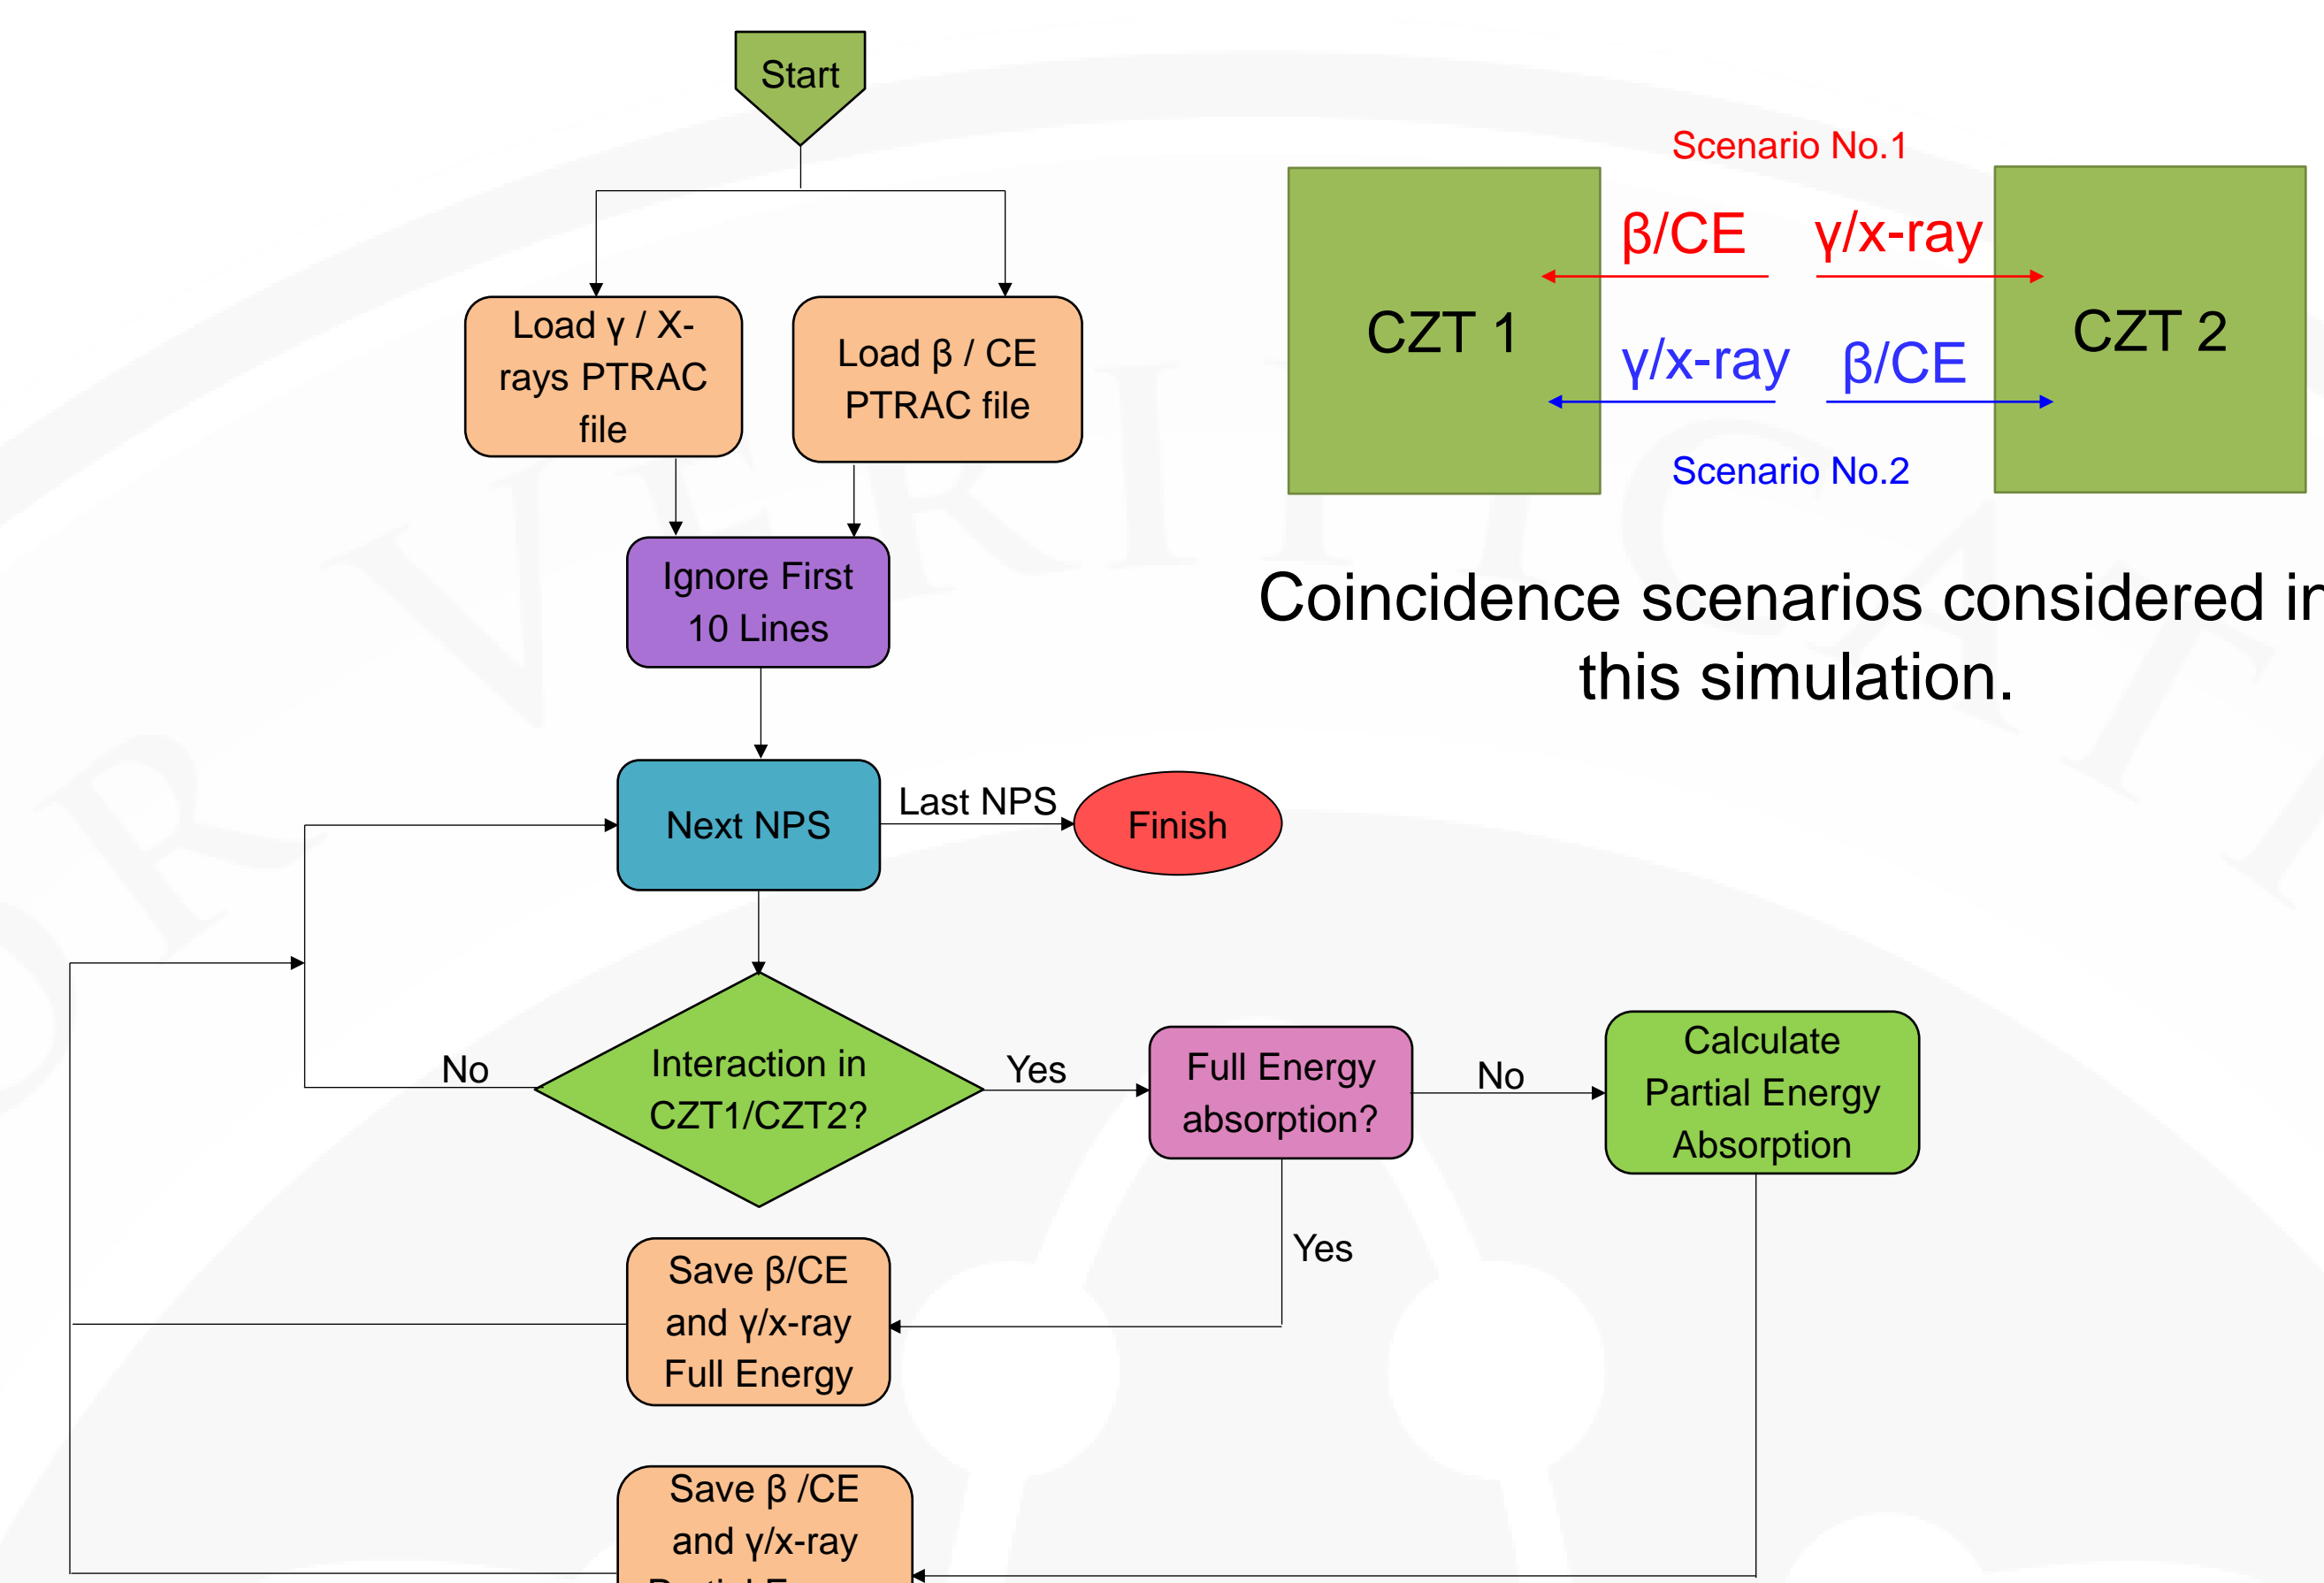 Start
Load γ / X-
rays PTRAC
file
Load β / CE
PTRAC file
Ignore First
10 Lines
Next NPS
Last NPS
Finish
Interaction in
CZT1/CZT2?
No
Yes
Full Energy
absorption?
No
Calculate
Partial Energy
Absorption
Yes
Save β/CE
and γ/x-ray
Full Energy
Save β /CE
and γ/x-ray
Scenario No.1
CZT 1
β/CE γ/x-ray
γ/x-ray β/CE
CZT 2
Scenario No.2
Coincidence scenarios considered in
this simulation.